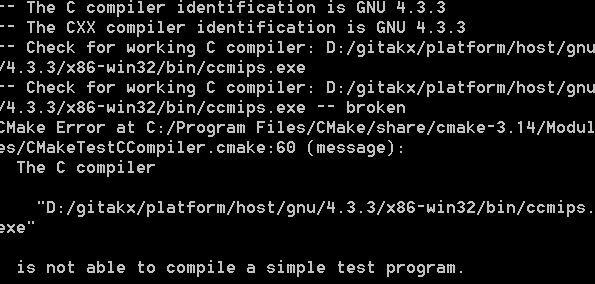 -- The C compiler identification is GNU 4.3.3
-- The CXX compiler identification is GNU 4.3.3
-- Check for working C compiler: D:/gitakx/platform/host/gnu
/4.3.3/x86-win32/bin/ccmips.exe
-- Check for working C compiler: D:/gitakx/platform/host/gnu
/4.3.3/x86-win32/bin/ccmips.exe -- broken
CMake Error at C:/Program Files/CMake/share/cmake-3.14/Modul
es/CMakeTestCCompiler.cmake:60 (message):
The C compiler
"D:/gitakx/platform/host/gnu/4.3.3/x86-win32/bin/ccmips.
exe"
is not able to compile a simple test program.